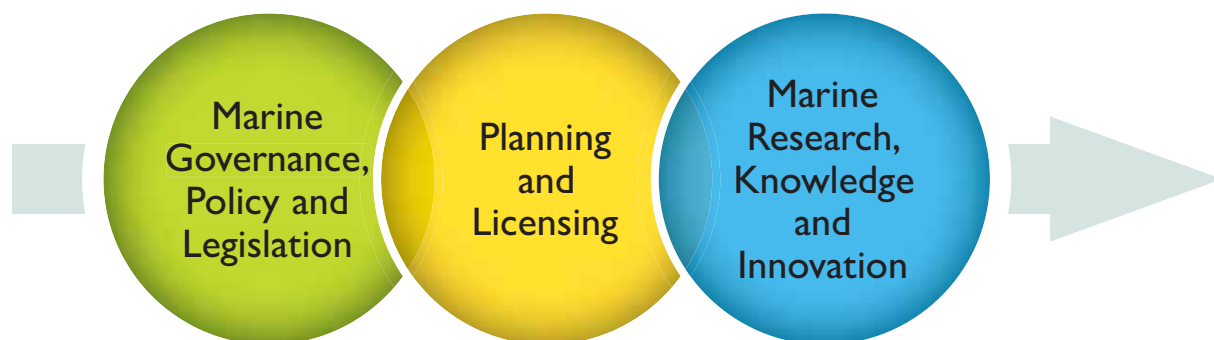 Marine
Governance,
Policy and
Legislation
Planning
and
Licensing
Marine
Research,
Knowledge
and
Innovation